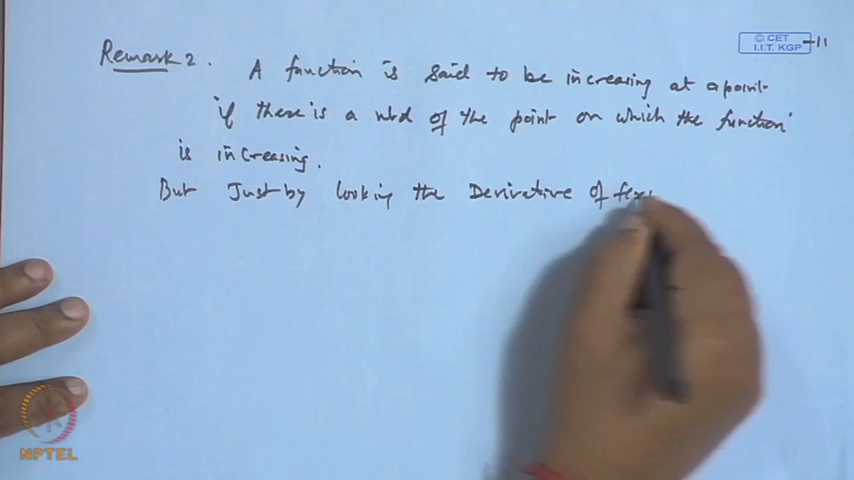 © CET
I.I.T. KGP
-11
Remark 2. A function is said to be increasing at a point
if there is a nbd of the point on which the function
is increasing.
But Just by looking the Derivative of f(x)
NPTEL